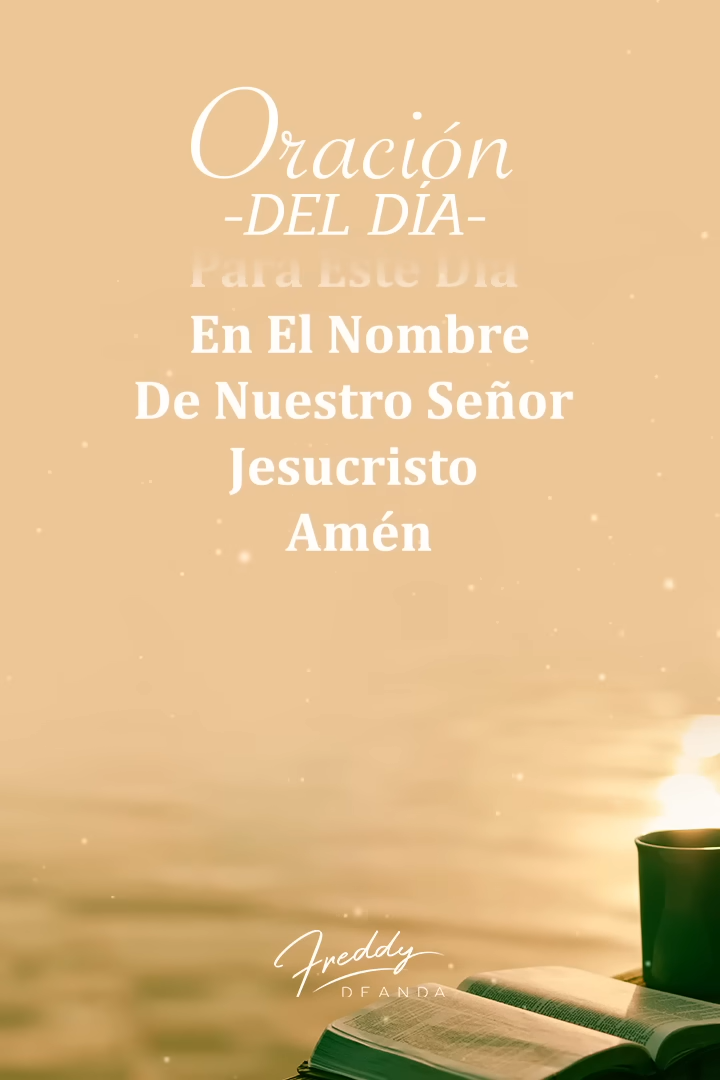 Oración
-DEL DÍA-
Para Este Día
En El Nombre
De Nuestro Señor
Jesucristo
Amén
Freddy
DEANDA